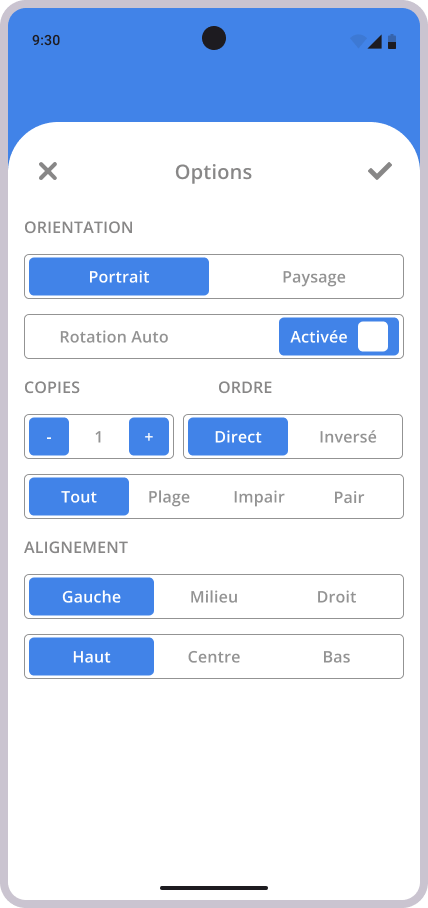 9:30
Options
ORIENTATION
Portrait Paysage
Rotation Auto Activée
COPIES ORDRE
- 1 + Direct Inversé
Tout Plage Impair Pair
ALIGNEMENT
Gauche Milieu Droit
Haut Centre Bas